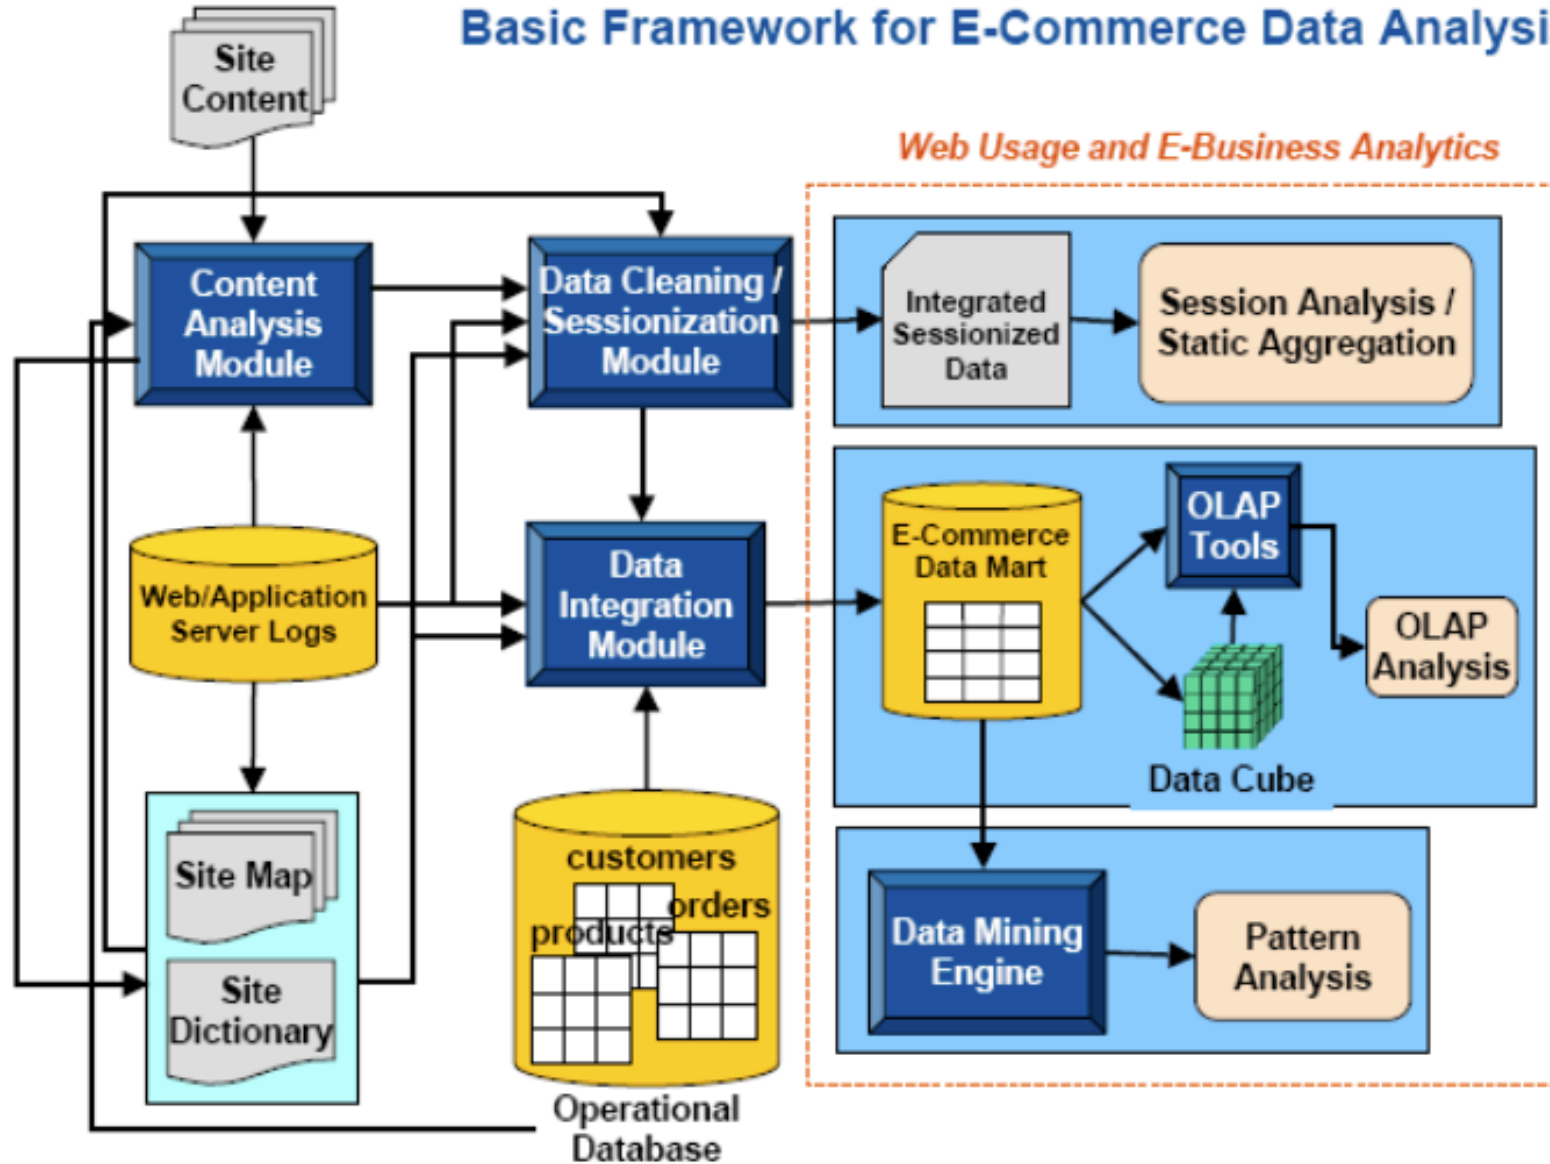 Basic Framework for E-Commerce Data Analysi
Site
Content
Web Usage and E-Business Analytics
Content
Analysis
Module
Data Cleaning /
Sessionization
Module
Integrated
Sessionized
Data
Session Analysis /
Static Aggregation
Web/Application
Server Logs
Data
Integration
Module
E-Commerce
Data Mart
OLAP
Tools
OLAP
Analysis
Data Cube
Site Map
Site
Dictionary
customers
orders
products
Operational
Database
Data Mining
Engine
Pattern
Analysis